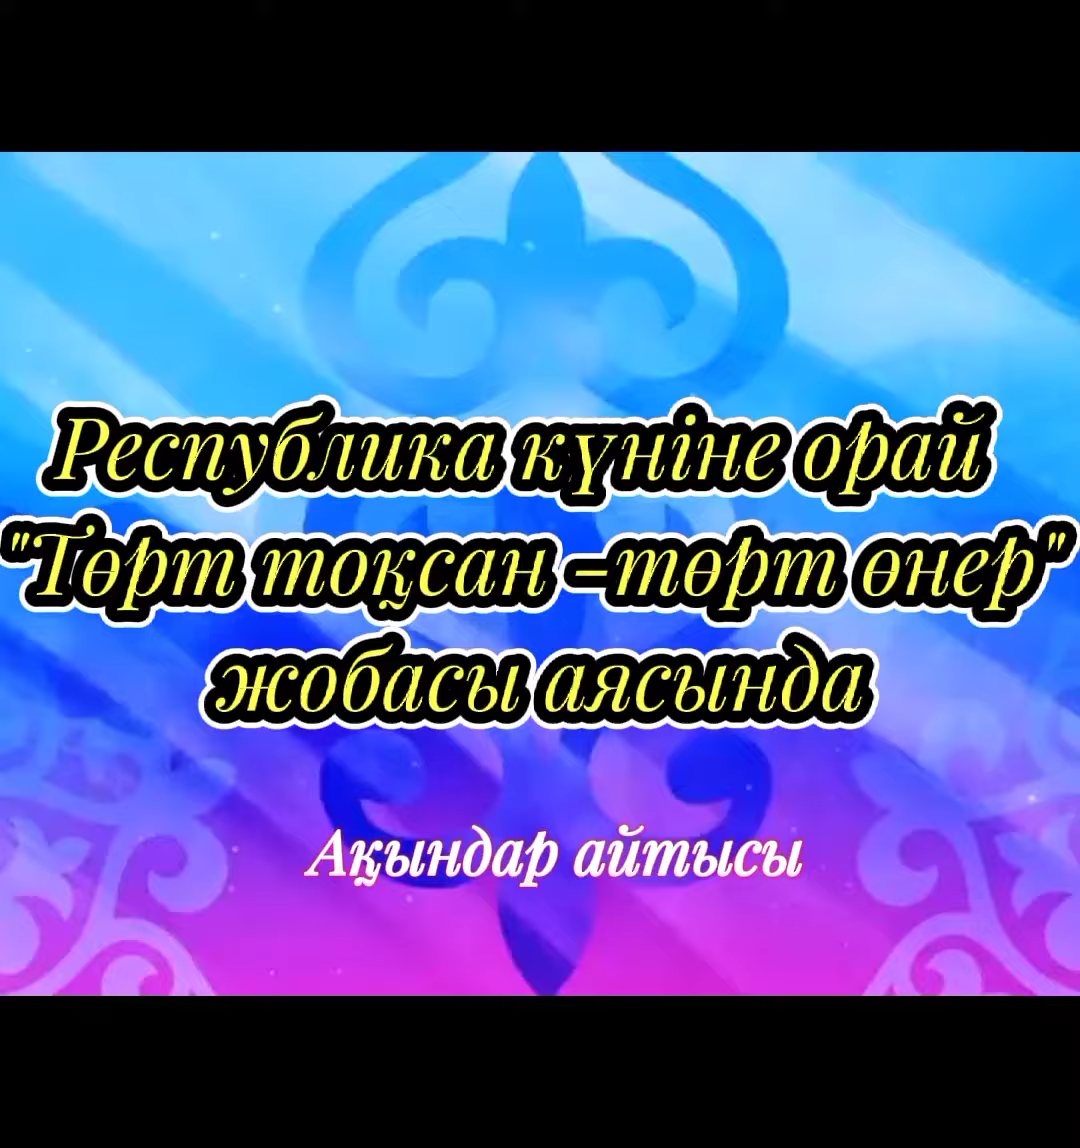 Республика күніне орай
"Төрт тоқсан –төрт өнер"
жобасы аясында
Ақындар айтысы